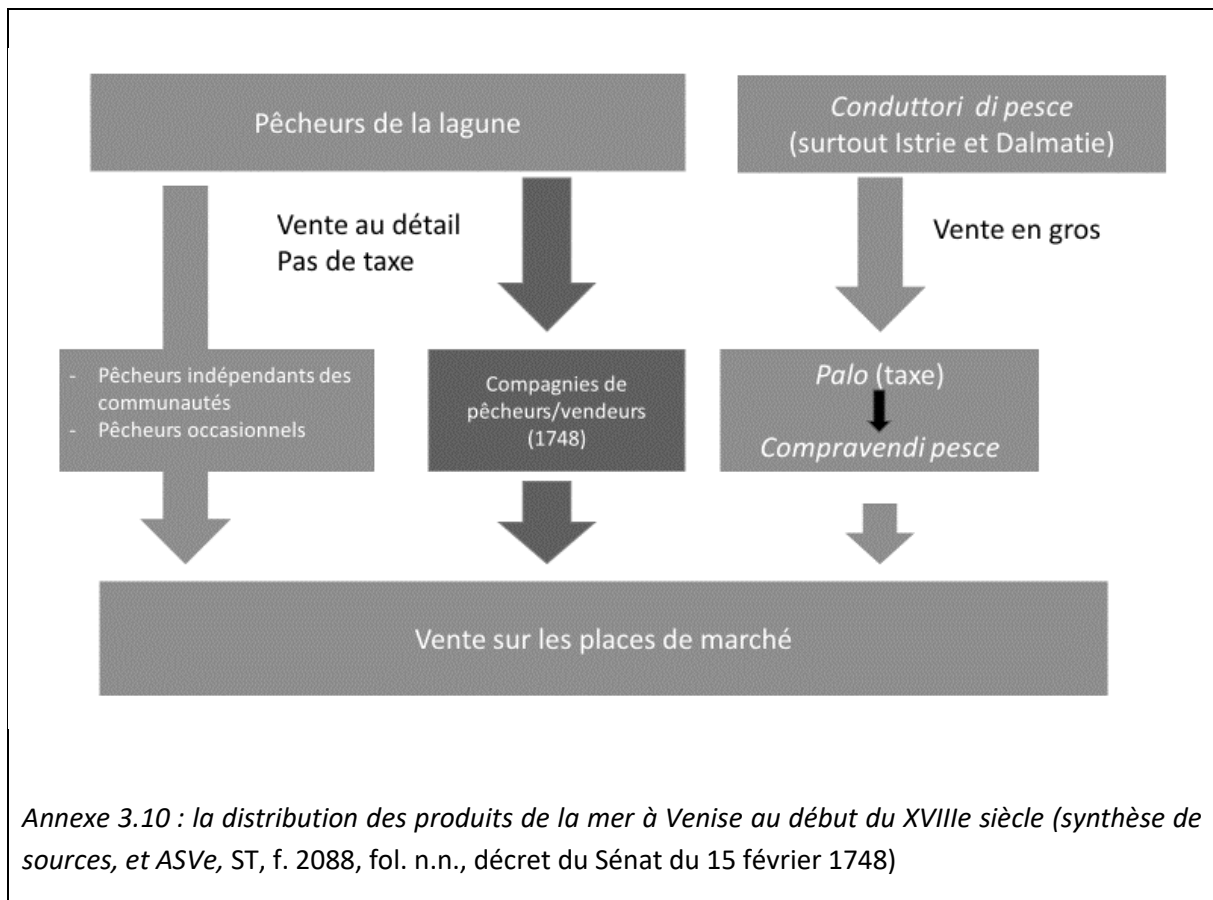 Pêcheurs de la lagune
Conduttori di pesce
(surtout Istrie et Dalmatie)
Vente au détail
Pas de taxe
Vente en gros
- Pêcheurs indépendants des
communautés
- Pêcheurs occasionnels
Compagnies de
pêcheurs/vendeurs
(1748)
Palo (taxe)
Compravendi pesce
Vente sur les places de marché
Annexe 3.10 : la distribution des produits de la mer à Venise au début du XVIIIe siècle (synthèse de
sources, et ASVe, ST, f. 2088, fol. n.n., décret du Sénat du 15 février 1748)